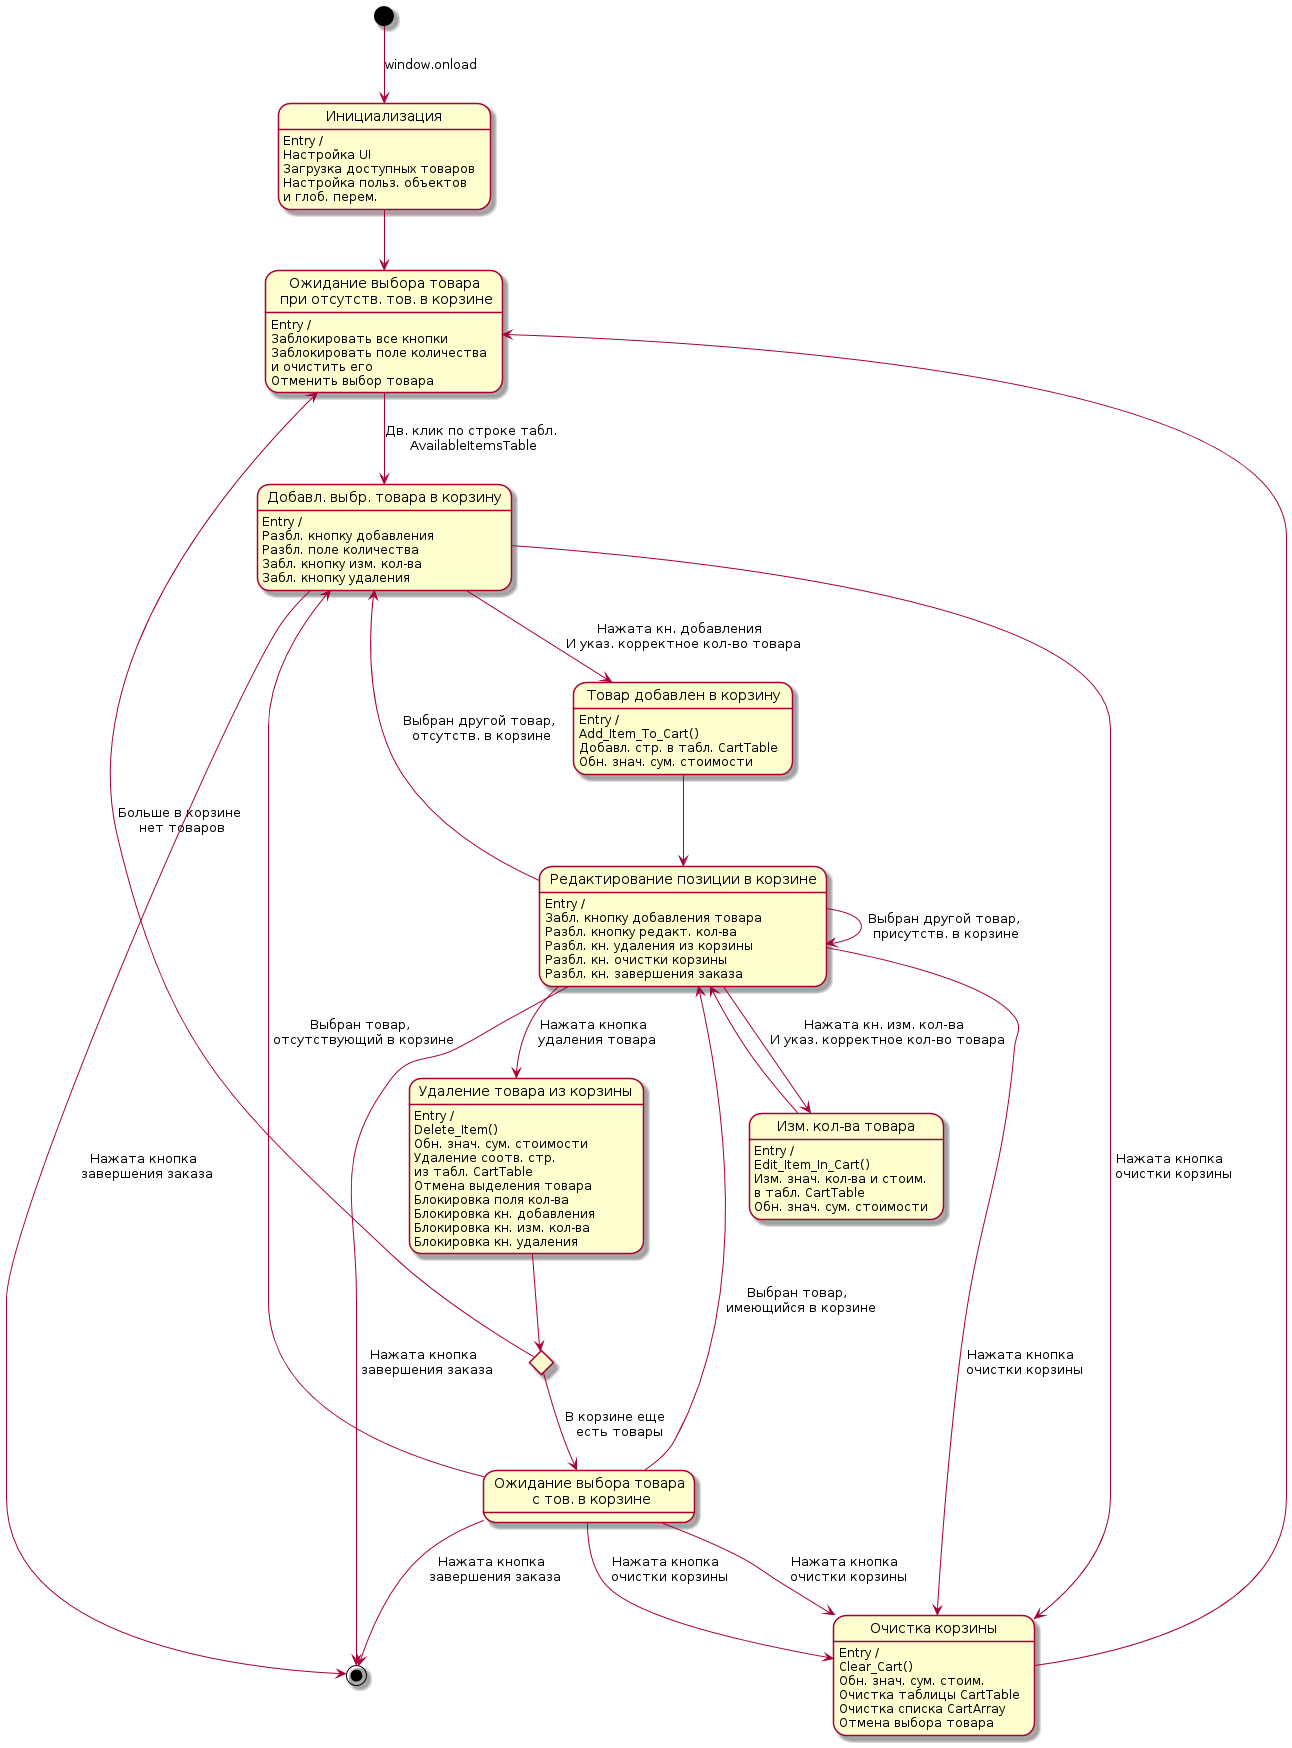 window.onload
Инициализация
Entry /
Настройка UI
Загрузка доступных товаров
Настройка польз. объектов
и глоб. перем.
Ожидание выбора товара
при отсутств. тов. в корзине
Entry /
Заблокировать все кнопки
Заблокировать поле количества
и очистить его
Отменить выбор товара
Дв. клик по строке табл.
AvailableItemsTable
Добавл. выбр. товара в корзину
Entry /
Разбл. кнопку добавления
Разбл. поле количества
Забл. кнопку изм. кол-ва
Забл. кнопку удаления
Нажата кн. добавления
И указ. корректное кол-во товара
Товар добавлен в корзину
Entry /
Add_Item_To_Cart()
Добавл. стр. в табл. CartTable
Обн. знач. сум. стоимости
Выбран другой товар,
отсутств. в корзине
Больше в корзине
нет товаров
Редактирование позиции в корзине
Entry /
Забл. кнопку добавления товара
Разбл. кнопку редакт. кол-ва
Разбл. кн. удаления из корзины
Разбл. кн. очистки корзины
Разбл. кн. завершения заказа
Выбран другой товар,
присутств. в корзине
Выбран товар,
отсутствующий в корзине
Нажата кнопка
удаления товара
Нажата кн. изм. кол-ва
И указ. корректное кол-во товара
Удаление товара из корзины
Entry /
Delete_Item()
Обн. знач. сум. стоимости
Удаление соотв. стр.
из табл. CartTable
Отмена выделения товара
Блокировка поля кол-ва
Блокировка кн. добавления
Блокировка кн. изм. кол-ва
Блокировка кн. удаления
Изм. кол-ва товара
Entry /
Edit_Item_In_Cart()
Изм. знач. кол-ва и стоим.
в табл. CartTable
Обн. знач. сум. стоимости
Нажата кнопка
завершения заказа
Нажата кнопка
очистки корзины
Выбран товар,
имеющийся в корзине
Нажата кнопка
завершения заказа
Нажата кнопка
очистки корзины
В корзине еще
есть товары
Ожидание выбора товара
с тов. в корзине
Нажата кнопка
завершения заказа
Нажата кнопка
очистки корзины
Нажата кнопка
очистки корзины
Очистка корзины
Entry /
Clear_Cart()
Обн. знач. сум. стоим.
Очистка таблицы CartTable
Очистка списка CartArray
Отмена выбора товара